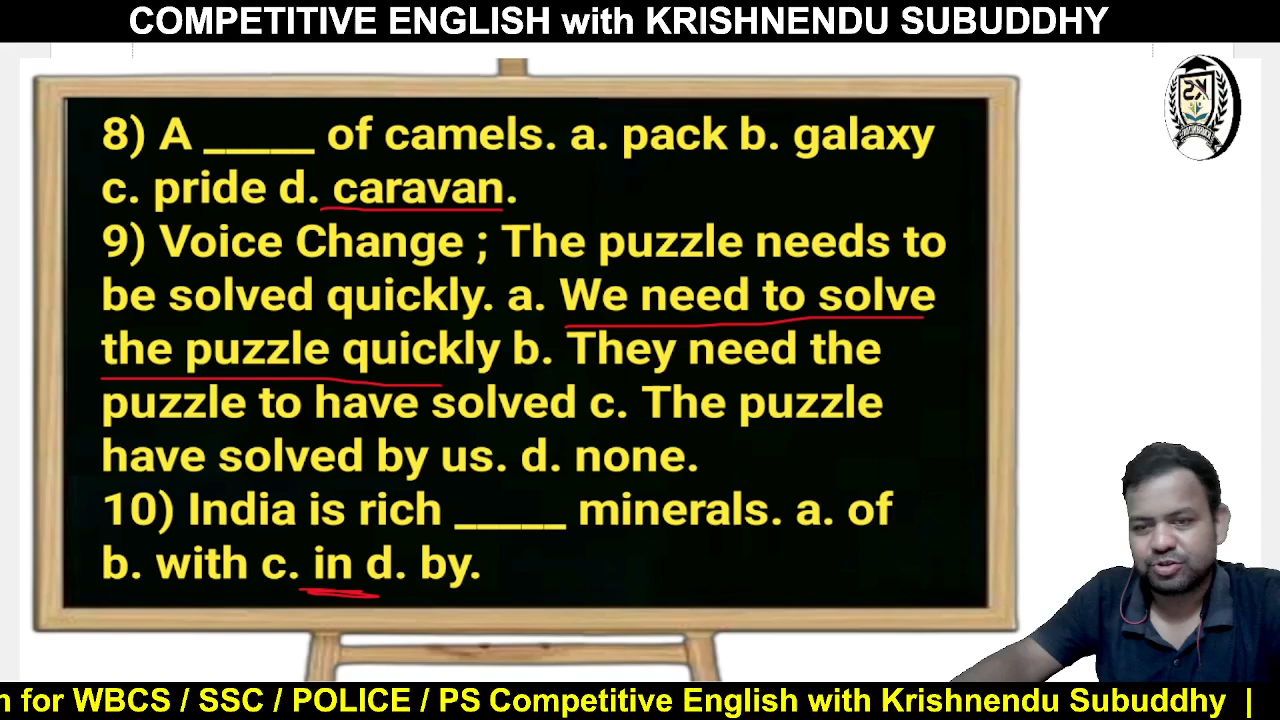 COMPETITIVE ENGLISH with KRISHNENDU SUBUDDHY
8) A _____ of camels. a. pack b. galaxy
c. pride d. caravan.
9) Voice Change ; The puzzle needs to
be solved quickly. a. We need to solve
the puzzle quickly b. They need the
puzzle to have solved c. The puzzle
have solved by us. d. none.
10) India is rich _____ minerals. a. of
b. with c. in d. by.
for WBCS / SSC / POLICE / PS Competitive English with Krishnendu Subuddhy |